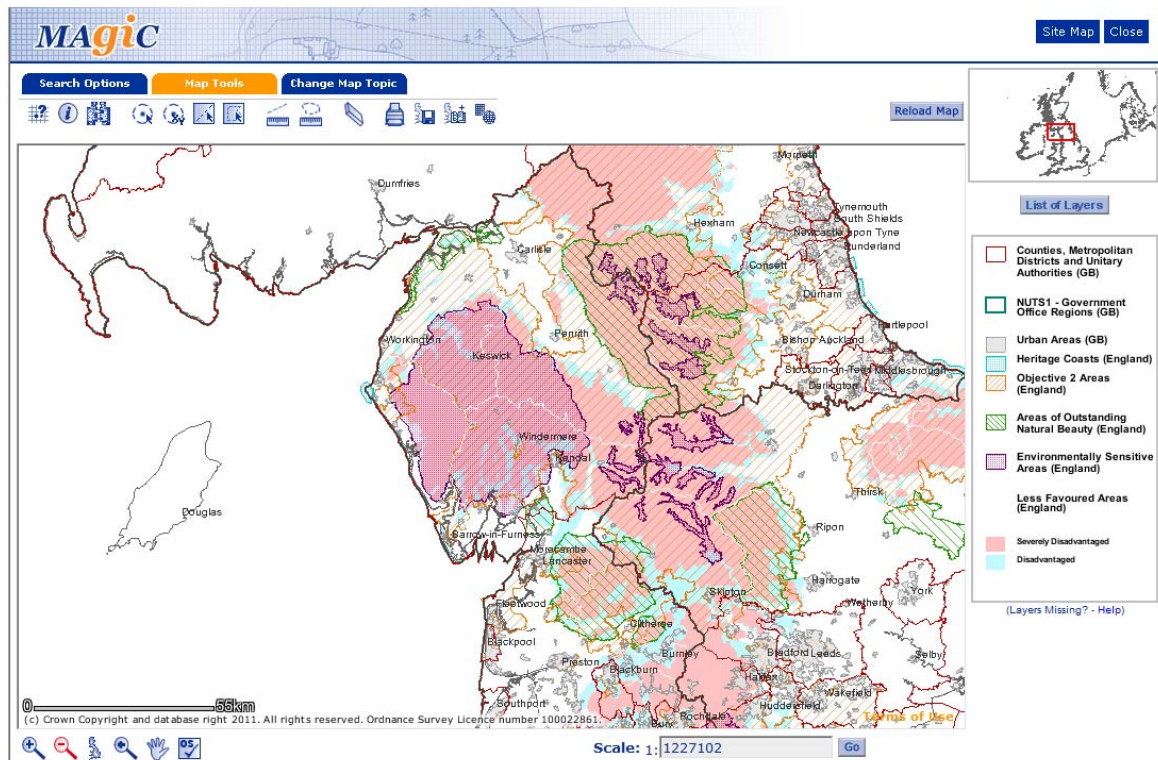 MAgiC
Site Map Close
Search Options Map Tools Change Map Topic
Reload Map
List of Layers
Morpeth
Dumfries
Tynemouth
South Shields
Hexham
Newcastle upon Tyne
Sunderland
Carlisle
Consett
Durham
Hartlepool
Penrith
Workington
Bishop Auckland
Keswick
Stockton-on-Tees Middlesbrough
Darlington
Windermere
Kendal
Thirsk
Douglas
Ripon
Barrow-in-Furness
Morecambe
Lancaster
Harrogate
Skipton
York
Wetherby
Fleetwood
Clitheroe
Blackpool
Burnley
Bradford Leeds
Selby
Preston
Blackburn
Halifax
Wakefield
Southport
Huddersfield
Rochdale
Bury
0 55km
(c) Crown Copyright and database right 2011. All rights reserved. Ordnance Survey Licence number 100022861.
Terms of Use
Counties, Metropolitan
Districts and Unitary
Authorities (GB)
NUTS1 - Government
Office Regions (GB)
Urban Areas (GB)
Heritage Coasts (England)
Objective 2 Areas
(England)
Areas of Outstanding
Natural Beauty (England)
Environmentally Sensitive
Areas (England)
Less Favoured Areas
(England)
Severely Disadvantaged
Disadvantaged
(Layers Missing? - Help)
OS
Scale: 1: 1227102 Go